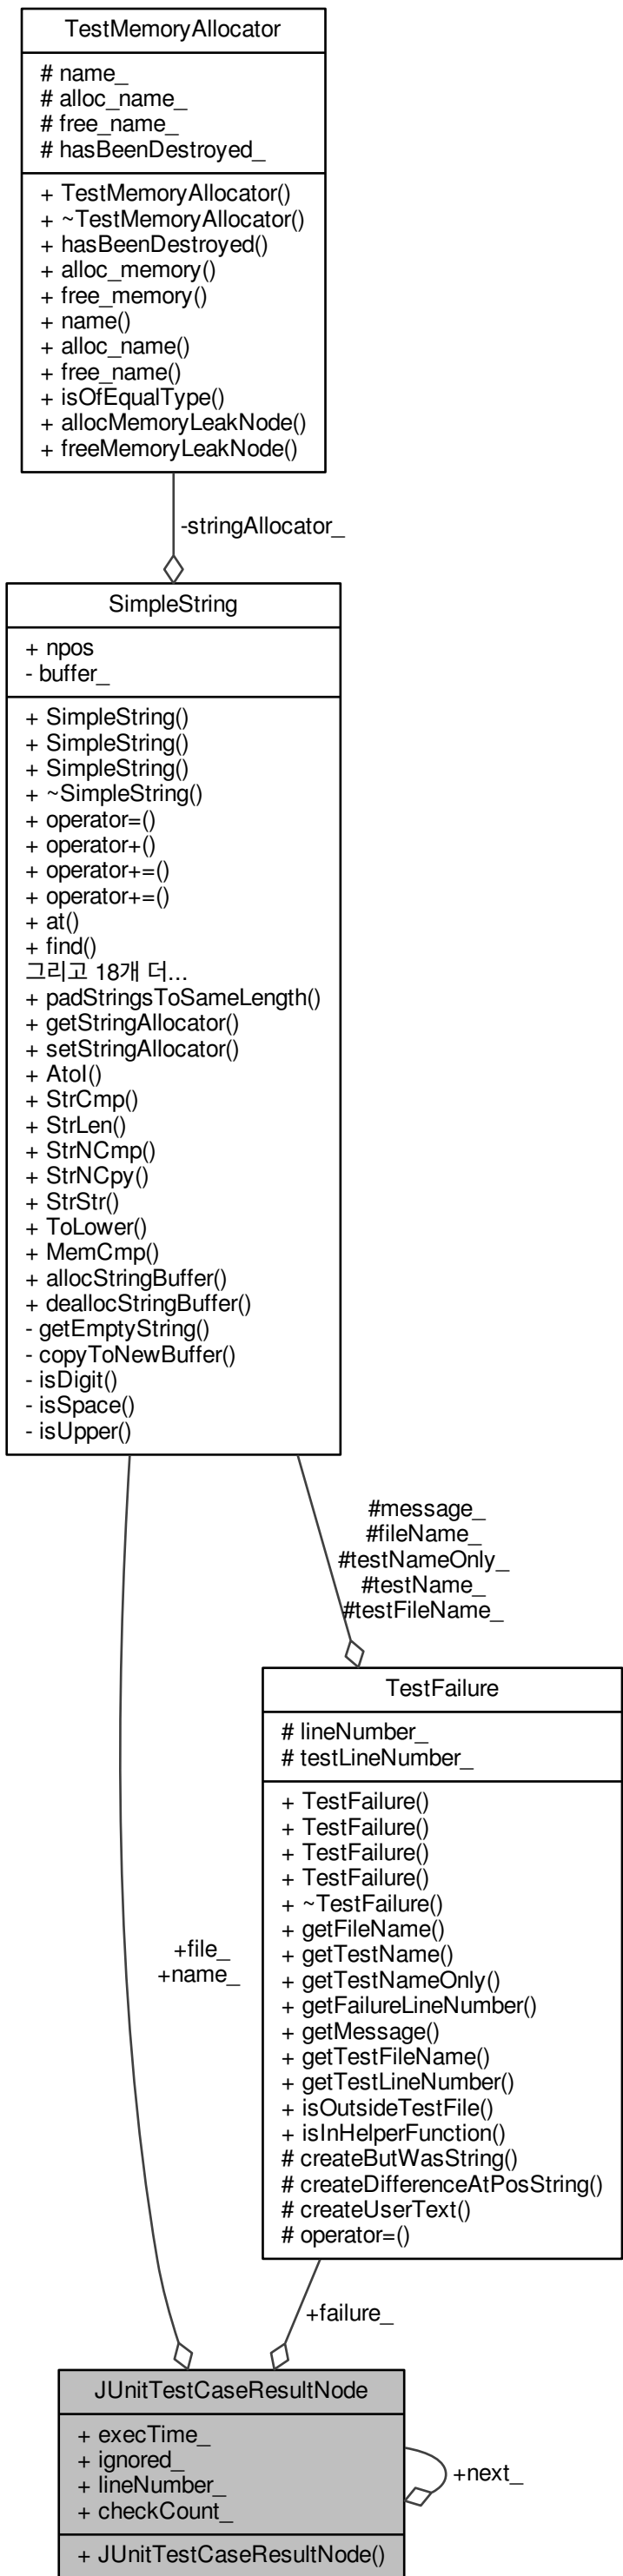 TestMemoryAllocator
# name_
# alloc_name_
# free_name_
# hasBeenDestroyed_
+ TestMemoryAllocator()
+ ~TestMemoryAllocator()
+ hasBeenDestroyed()
+ alloc_memory()
+ free_memory()
+ name()
+ alloc_name()
+ free_name()
+ isOfEqualType()
+ allocMemoryLeakNode()
+ freeMemoryLeakNode()
-stringAllocator_
SimpleString
+ npos
- buffer_
+ SimpleString()
+ SimpleString()
+ SimpleString()
+ ~SimpleString()
+ operator=()
+ operator+()
+ operator+=()
+ operator+=()
+ at()
+ find()
그리고 18개 더...
+ padStringsToSameLength()
+ getStringAllocator()
+ setStringAllocator()
+ AtoI()
+ StrCmp()
+ StrLen()
+ StrNCmp()
+ StrNCpy()
+ StrStr()
+ ToLower()
+ MemCmp()
+ allocStringBuffer()
+ deallocStringBuffer()
- getEmptyString()
- copyToNewBuffer()
- isDigit()
- isSpace()
- isUpper()
#message_
#fileName_
#testNameOnly_
#testName_
#testFileName_
TestFailure
# lineNumber_
# testLineNumber_
+ TestFailure()
+ TestFailure()
+ TestFailure()
+ TestFailure()
+ ~TestFailure()
+ getFileName()
+ getTestName()
+ getTestNameOnly()
+ getFailureLineNumber()
+ getMessage()
+ getTestFileName()
+ getTestLineNumber()
+ isOutsideTestFile()
+ isInHelperFunction()
# createButWasString()
# createDifferenceAtPosString()
# createUserText()
# operator=()
+file_
+name_
+failure_
JUnitTestCaseResultNode
+ execTime_
+ ignored_
+ lineNumber_
+ checkCount_
+ JUnitTestCaseResultNode()
+next_